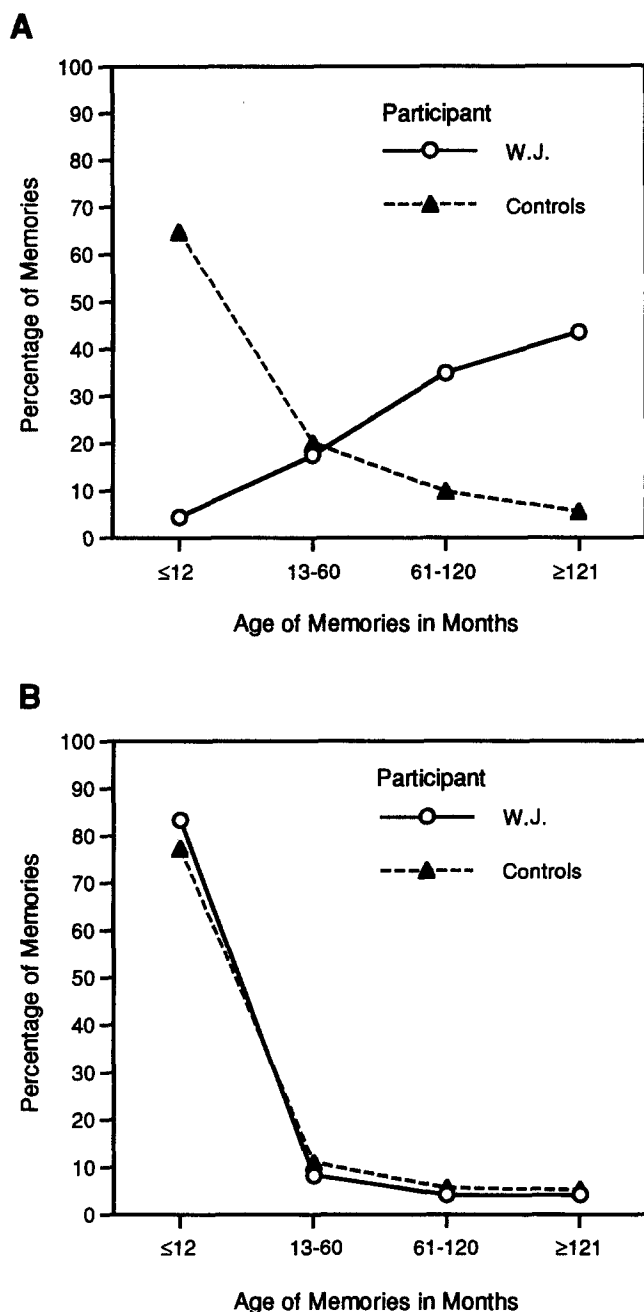 A
100
90
80
70
60
50
40
30
20
10
0
Percentage of Memories
Participant
W.J.
Controls
≤12 13-60 61-120 ≥121
Age of Memories in Months
B
100
90
80
70
60
50
40
30
20
10
0
Percentage of Memories
Participant
W.J.
Controls
≤12 13-60 61-120 ≥121
Age of Memories in Months